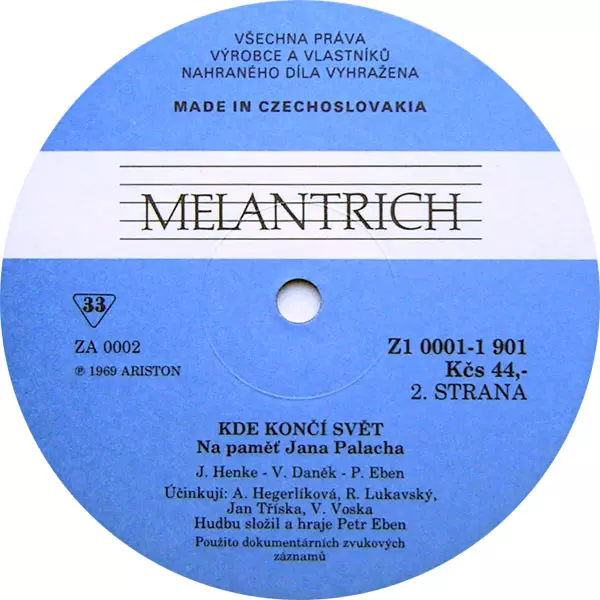 VŠECHNA PRÁVA
VÝROBCE A VLASTNÍKŮ
NAHRANÉHO DÍLA VYHRAŽENA
MADE IN CZECHOSLOVAKIA
MELANTRICH
33
ZA 0002
℗ 1969 ARISTON
Z1 0001-1 901
Kčs 44,-
2. STRANA
KDE KONČÍ SVĚT
Na paměť Jana Palacha
J. Henke - V. Daněk - P. Eben
Účinkují: A. Hegerlíková, R. Lukavský,
Jan Tříska, V. Voska
Hudbu složil a hraje Petr Eben
Použito dokumentárních zvukových
záznamů